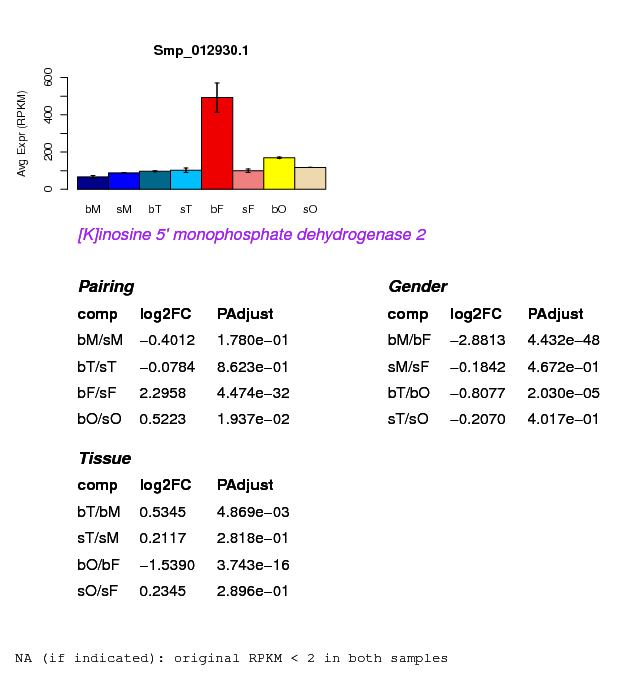 Smp_012930.1
Avg Expr (RPKM)
0 200 400 600
bM sM bT sT bF sF bO sO
[K]inosine 5' monophosphate dehydrogenase 2
Pairing
comp log2FC PAdjust
bM/sM −0.4012 1.780e−01
bT/sT −0.0784 8.623e−01
bF/sF 2.2958 4.474e−32
bO/sO 0.5223 1.937e−02
Gender
comp log2FC PAdjust
bM/bF −2.8813 4.432e−48
sM/sF −0.1842 4.672e−01
bT/bO −0.8077 2.030e−05
sT/sO −0.2070 4.017e−01
Tissue
comp log2FC PAdjust
bT/bM 0.5345 4.869e−03
sT/sM 0.2117 2.818e−01
bO/bF −1.5390 3.743e−16
sO/sF 0.2345 2.896e−01
NA (if indicated): original RPKM < 2 in both samples